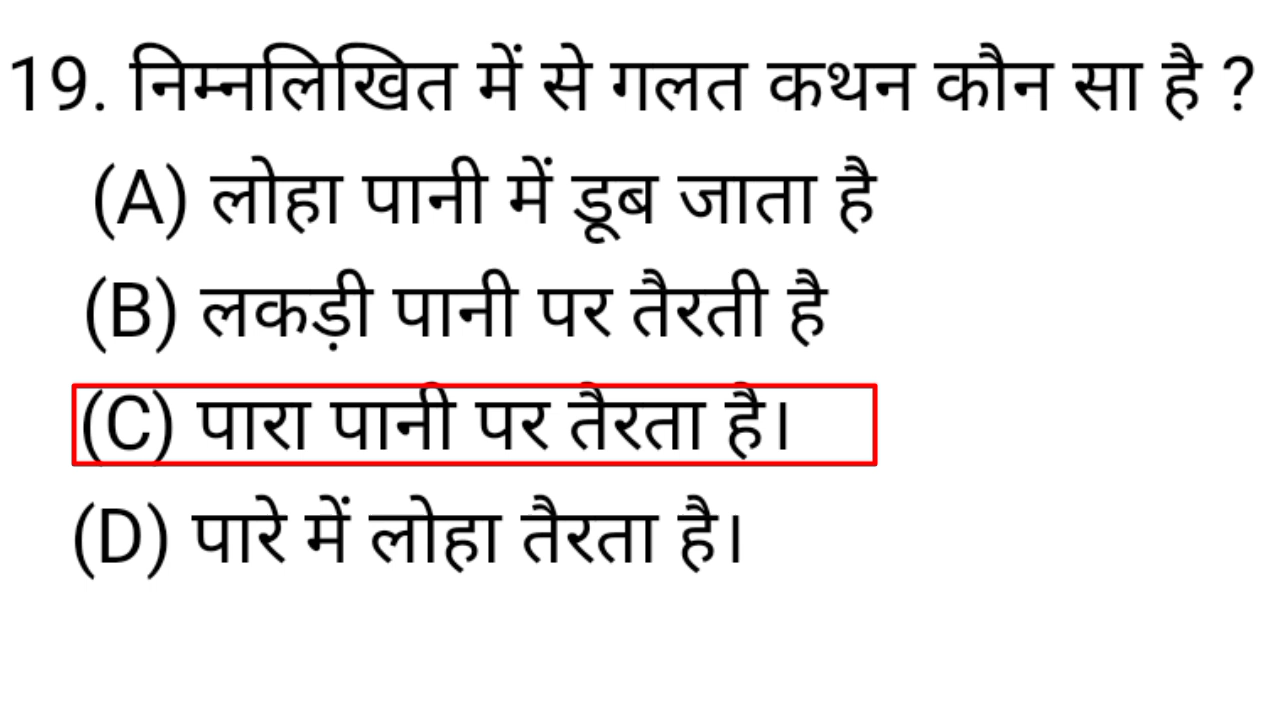 19. निम्नलिखित में से गलत कथन कौन सा है ?
(A) लोहा पानी में डूब जाता है
(B) लकड़ी पानी पर तैरती है
(C) पारा पानी पर तैरता है।
(D) पारे में लोहा तैरता है।